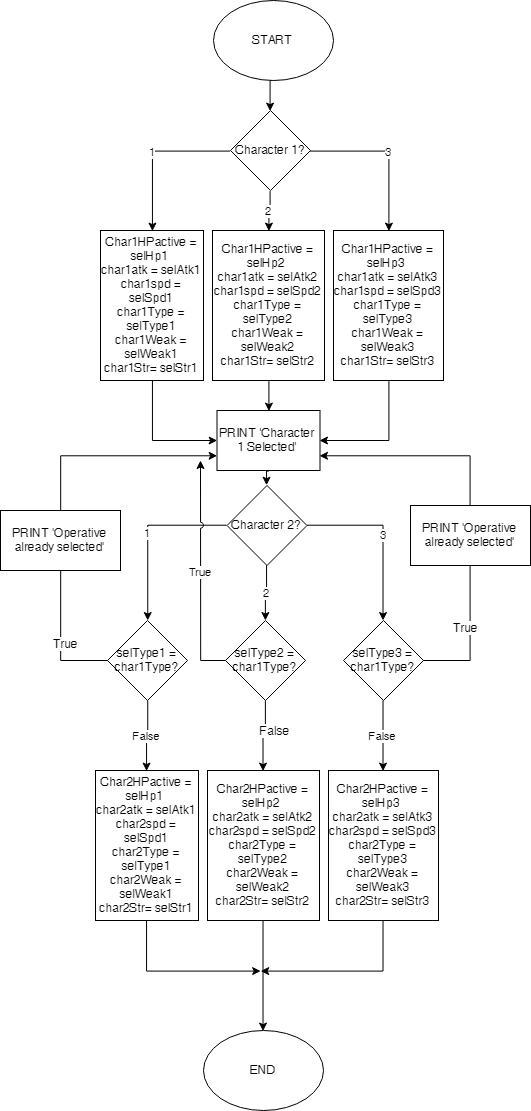 START
Character 1?
1
3
2
Char1HPactive =
selHp1
char1atk = selAtk1
char1spd =
selSpd1
char1Type =
selType1
char1Weak =
selWeak1
char1Str= selStr1
Char1HPactive =
selHp2
char1atk = selAtk2
char1spd = selSpd2
char1Type =
selType2
char1Weak =
selWeak2
char1Str= selStr2
Char1HPactive =
selHp3
char1atk = selAtk3
char1spd = selSpd3
char1Type =
selType3
char1Weak =
selWeak3
char1Str= selStr3
PRINT 'Character
1 Selected'
PRINT 'Operative
already selected'
Character 2?
PRINT 'Operative
already selected'
1
3
True
2
True
True
selType1 =
char1Type?
selType2 =
char1Type?
selType3 =
char1Type?
False
False
False
Char2HPactive =
selHp1
char2atk = selAtk1
char2spd =
selSpd1
char2Type =
selType1
char2Weak =
selWeak1
char2Str= selStr1
Char2HPactive =
selHp2
char2atk = selAtk2
char2spd = selSpd2
char2Type =
selType2
char2Weak =
selWeak2
char2Str= selStr2
Char2HPactive =
selHp3
char2atk = selAtk3
char2spd = selSpd3
char2Type =
selType3
char2Weak =
selWeak3
char2Str= selStr3
END